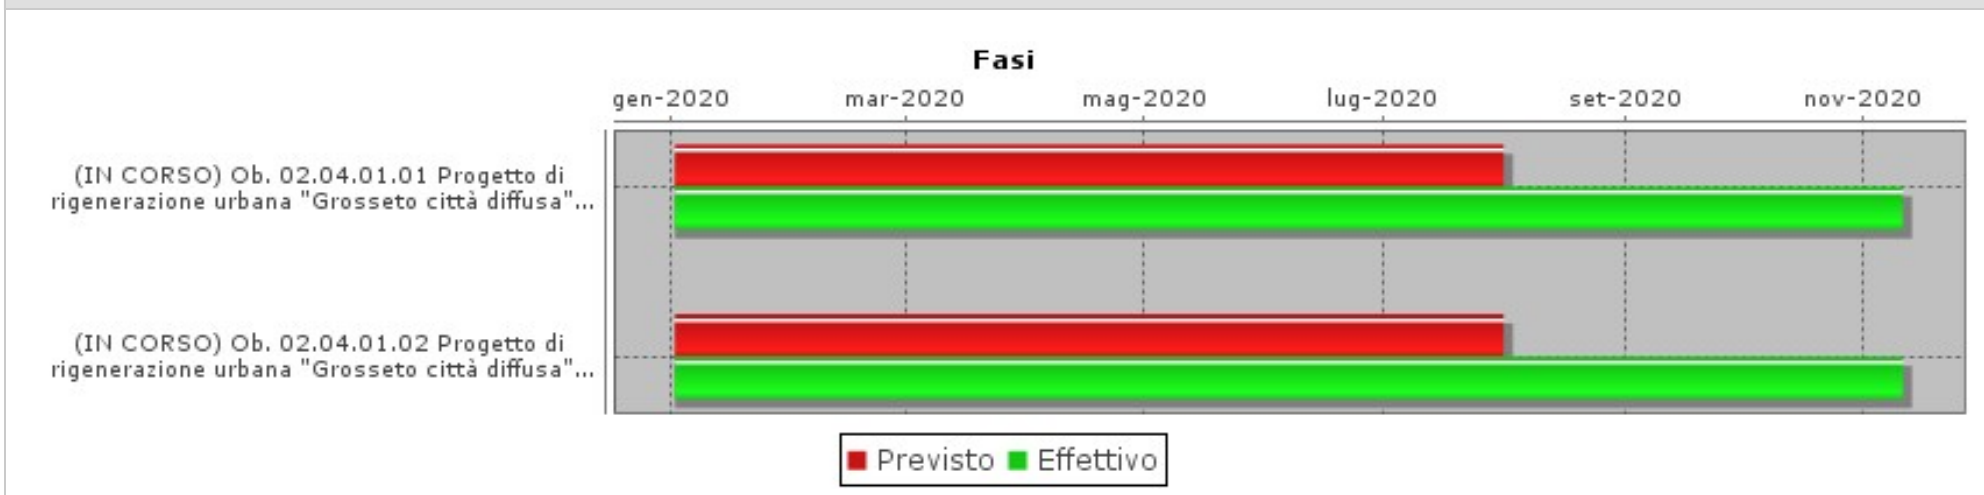 Fasi
gen-2020 mar-2020 mag-2020 lug-2020 set-2020 nov-2020
(IN CORSO) Ob. 02.04.01.01 Progetto di
rigenerazione urbana "Grosseto città diffusa"...
(IN CORSO) Ob. 02.04.01.02 Progetto di
rigenerazione urbana "Grosseto città diffusa"...
Previsto Effettivo